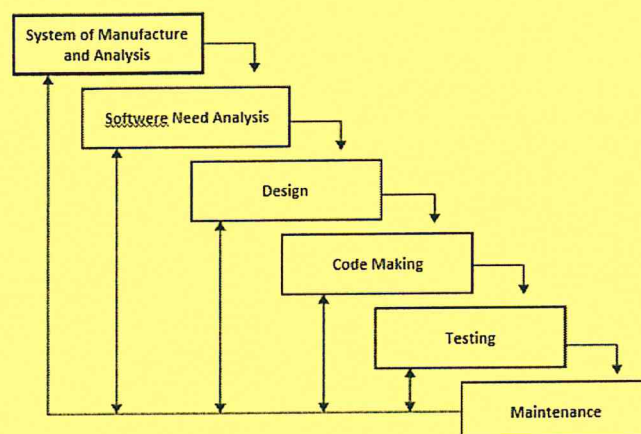 System of Manufacture
and Analysis
Softwere Need Analysis
Design
Code Making
Testing
Maintenance